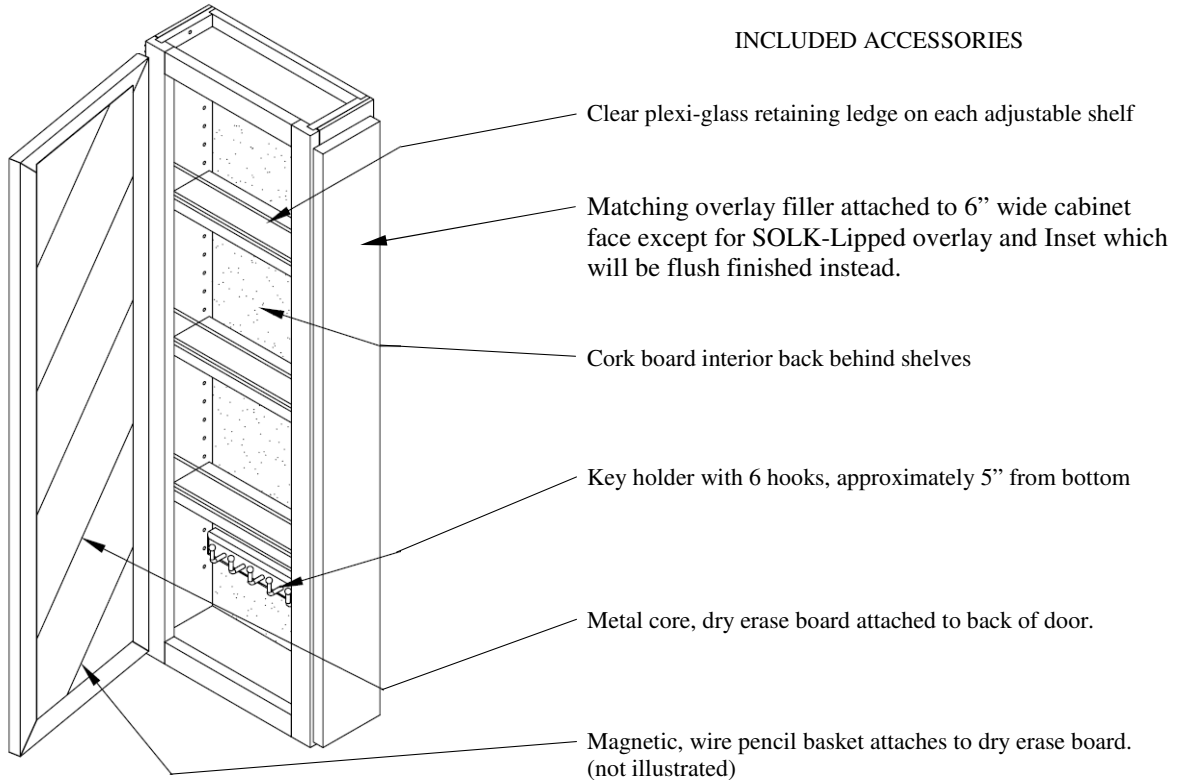 INCLUDED ACCESSORIES
Clear plexi-glass retaining ledge on each adjustable shelf
Matching overlay filler attached to 6” wide cabinet
face except for SOLK-Lipped overlay and Inset which
will be flush finished instead.
Cork board interior back behind shelves
Key holder with 6 hooks, approximately 5” from bottom
Metal core, dry erase board attached to back of door.
Magnetic, wire pencil basket attaches to dry erase board.
(not illustrated)